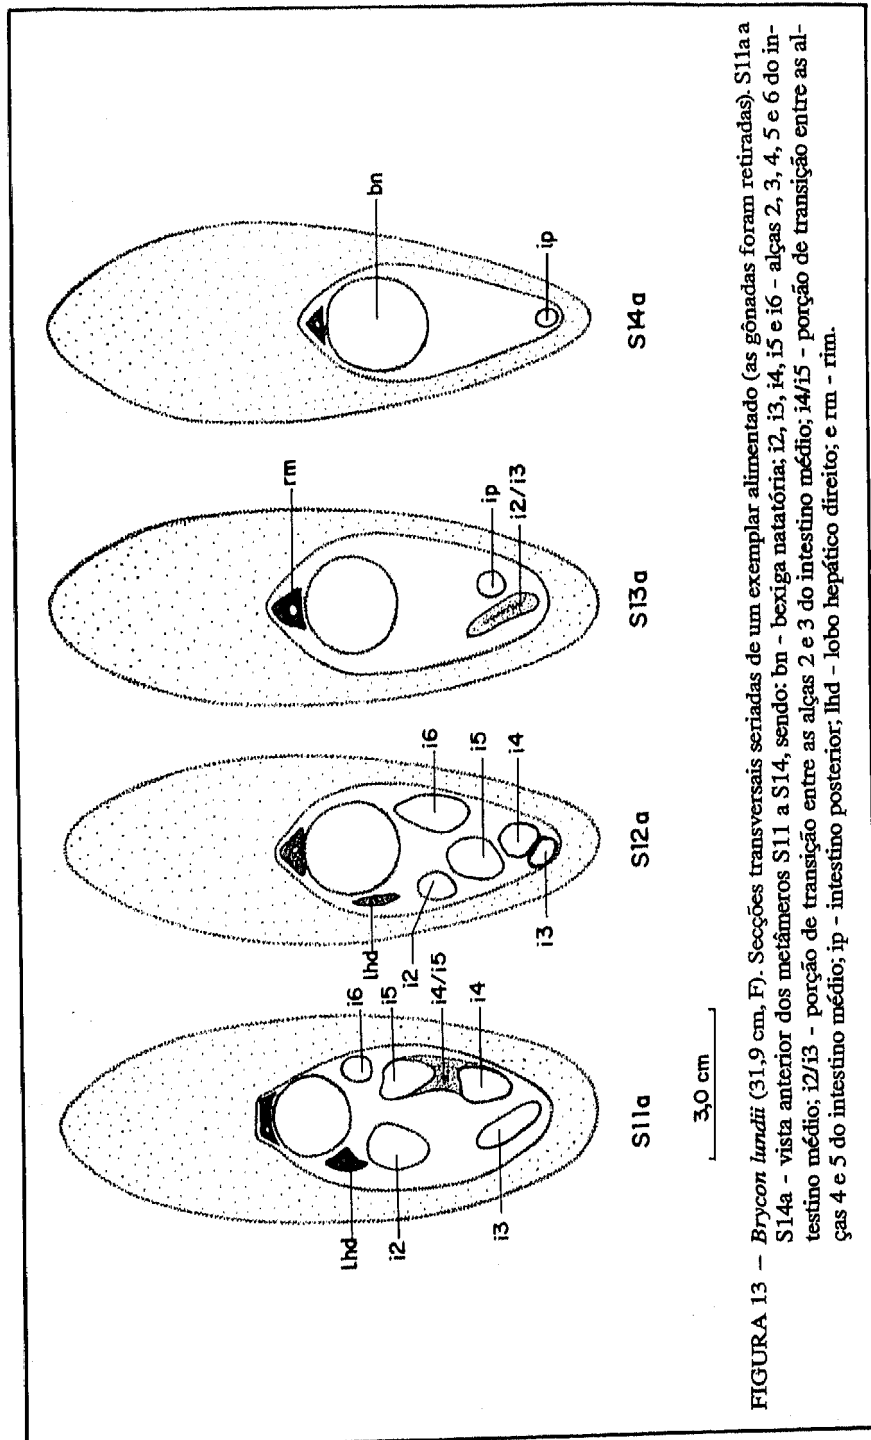 lhd
i2
i3
i6
i5
i4/i5
i4
S11a
3,0 cm
lhd
i2
i3
i6
i5
i4
S12a
rm
ip
i2/i3
S13a
bn
ip
S14a
FIGURA 13 – Brycon lundii (31,9 cm, F). Secções transversais seriadas de um exemplar alimentado (as gônadas foram retiradas). S11a a
S14a - vista anterior dos metâmeros S11 a S14, sendo: bn - bexiga natatória; i2, i3, i4, i5 e i6 - alças 2, 3, 4, 5 e 6 do in-
testino médio; i2/i3 - porção de transição entre as alças 2 e 3 do intestino médio; i4/i5 - porção de transição entre as al-
ças 4 e 5 do intestino médio; ip - intestino posterior; lhd - lobo hepático direito; e rm - rim.